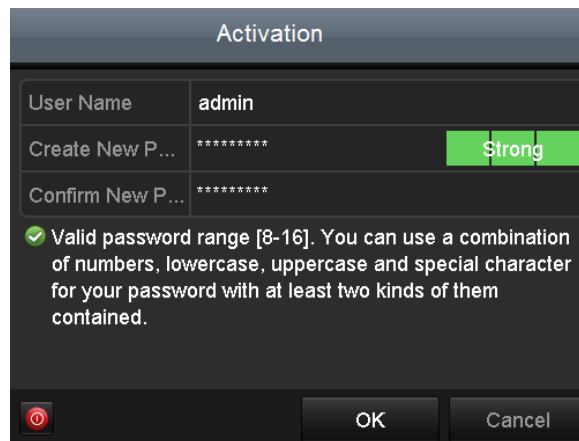 Activation
User Name admin
Create New P... ********* Strong
Confirm New P... *********
Valid password range [8-16]. You can use a combination
of numbers, lowercase, uppercase and special character
for your password with at least two kinds of them
contained.
OK Cancel